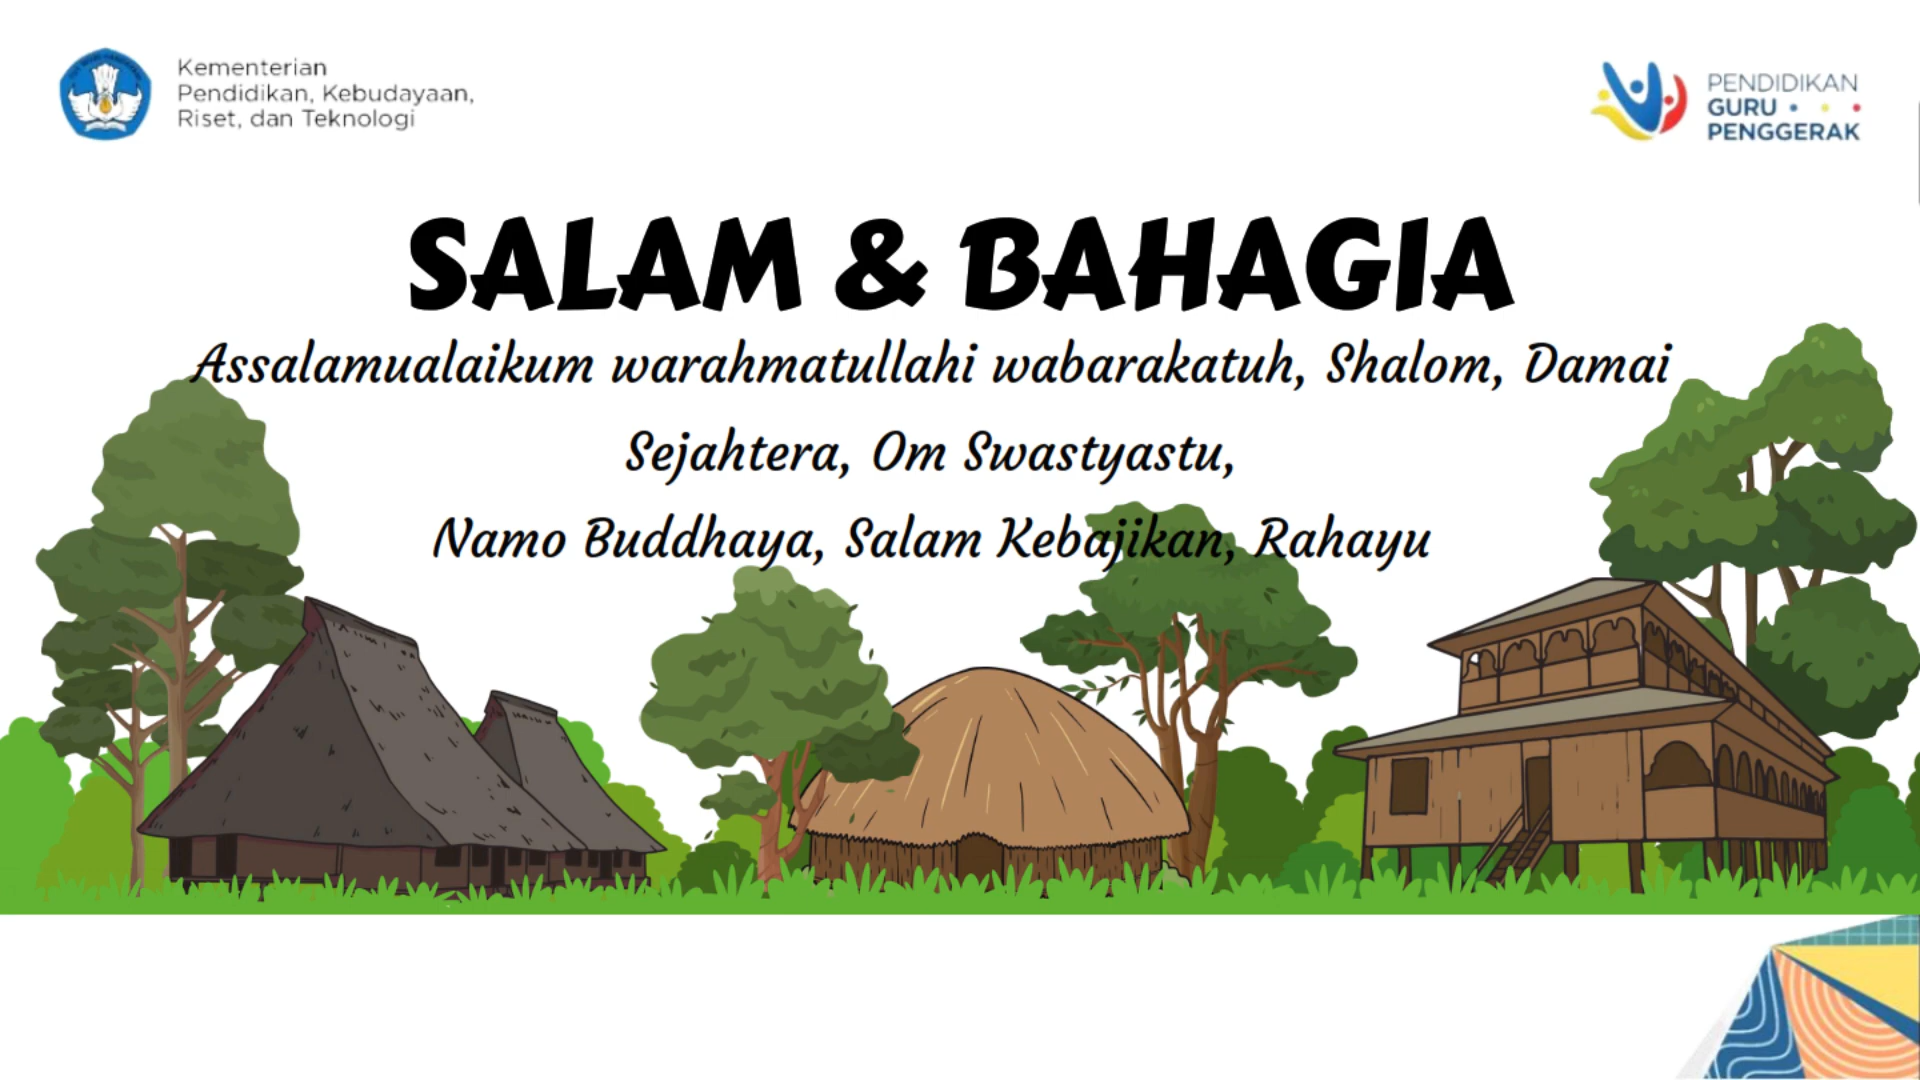 Kementerian
Pendidikan, Kebudayaan,
Riset, dan Teknologi
PENDIDIKAN
GURU
PENGGERAK
SALAM & BAHAGIA
Assalamualaikum warahmatullahi wabarakatuh, Shalom, Damai
Sejahtera, Om Swastyastu,
Namo Buddhaya, Salam Kebajikan, Rahayu